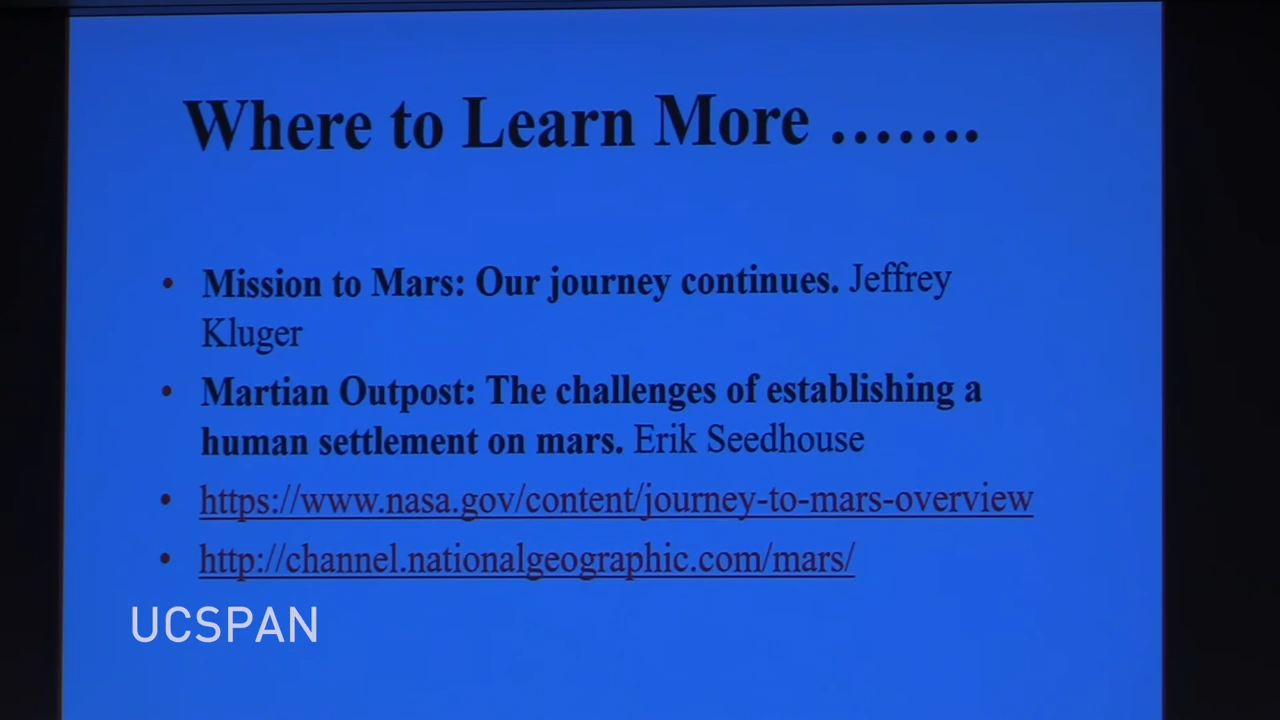 Where to Learn More …….
• Mission to Mars: Our journey continues. Jeffrey
Kluger
• Martian Outpost: The challenges of establishing a
human settlement on mars. Erik Seedhouse
• https://www.nasa.gov/content/journey-to-mars-overview
• http://channel.nationalgeographic.com/mars/
UCSPAN